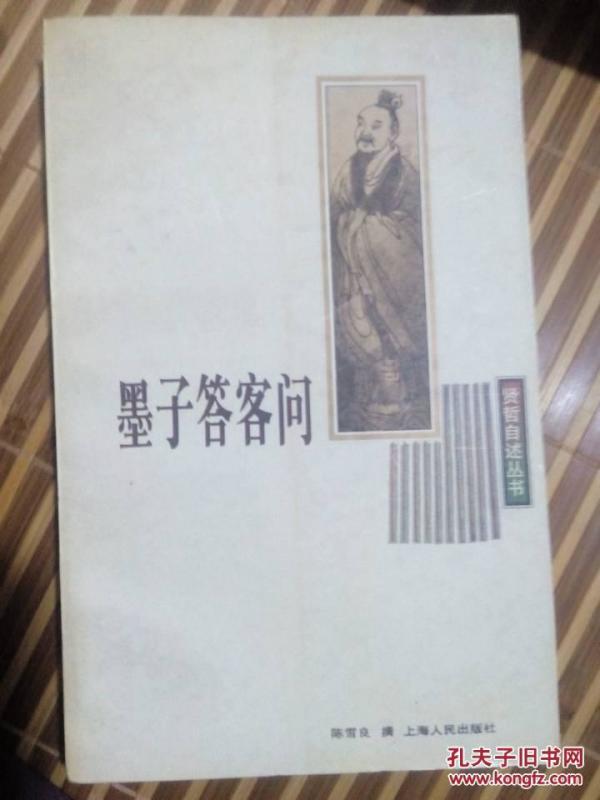 墨子答客问
贤哲自述丛书
陈雪良 撰 上海人民出版社
孔夫子旧书网
www.kongfz.com